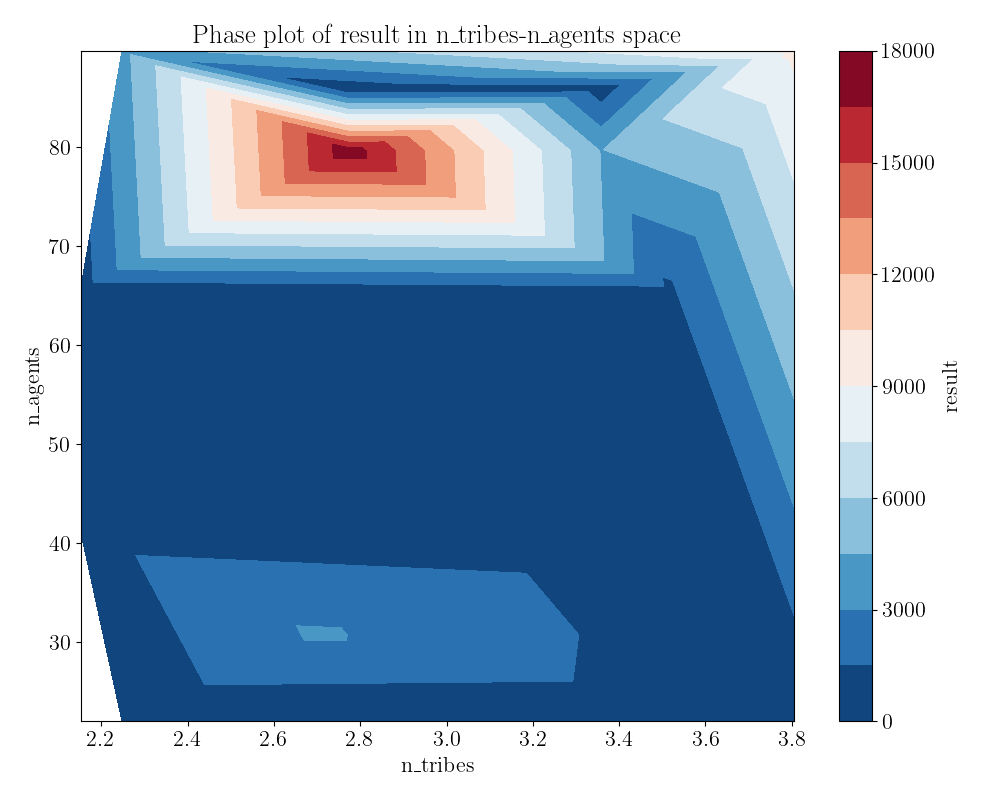 Phase plot of result in n_tribes-n_agents space
18000
15000
12000
9000
6000
3000
0
result
80
70
60
50
40
30
n_agents
2.2 2.4 2.6 2.8 3.0 3.2 3.4 3.6 3.8
n_tribes